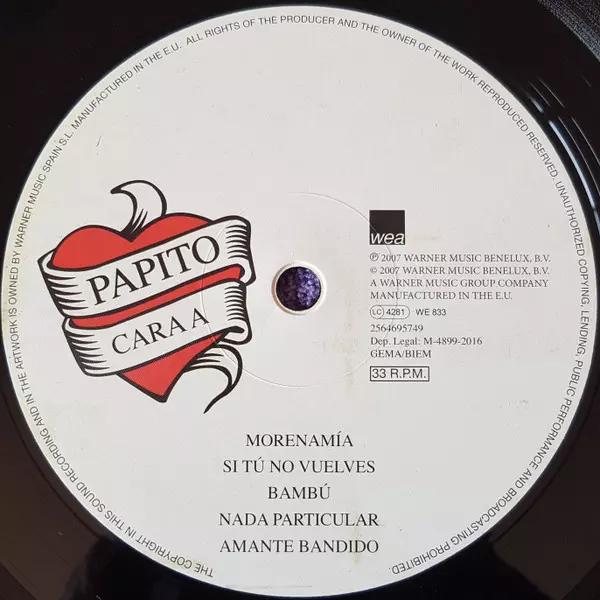 MANUFACTURED IN THE E.U. ALL RIGHTS OF THE PRODUCER AND THE OWNER OF THE WORK REPRODUCED RESERVED. UNAUTHORIZED COPYING, LENDING, PUBLIC PERFORMANCE AND BROADCASTING PROHIBITED.
THE COPYRIGHT IN THIS SOUND RECORDING AND IN THE ARTWORK IS OWNED BY WARNER MUSIC SPAIN S.L.
PAPITO
CARA A
wea
℗ 2007 WARNER MUSIC BENELUX, B.V.
© 2007 WARNER MUSIC BENELUX, B.V.
A WARNER MUSIC GROUP COMPANY
MANUFACTURED IN THE E.U.
LC 4281 WE 833
2564695749
Dep. Legal: M-4899-2016
GEMA/BIEM
33 R.P.M.
MORENAMÍA
SI TÚ NO VUELVES
BAMBÚ
NADA PARTICULAR
AMANTE BANDIDO